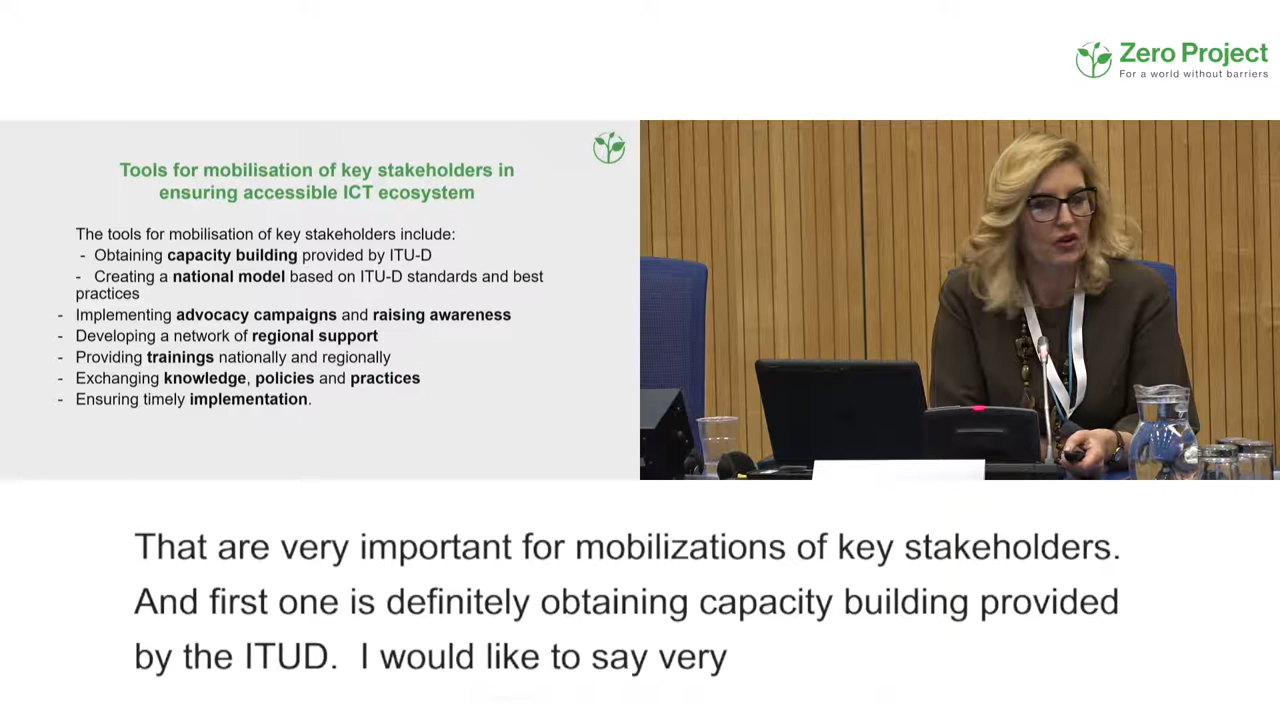 Zero Project
For a world without barriers
Tools for mobilisation of key stakeholders in
ensuring accessible ICT ecosystem
The tools for mobilisation of key stakeholders include:
- Obtaining capacity building provided by ITU-D
- Creating a national model based on ITU-D standards and best
practices
- Implementing advocacy campaigns and raising awareness
- Developing a network of regional support
- Providing trainings nationally and regionally
- Exchanging knowledge, policies and practices
- Ensuring timely implementation.
That are very important for mobilizations of key stakeholders.
And first one is definitely obtaining capacity building provided
by the ITUD.  I would like to say very